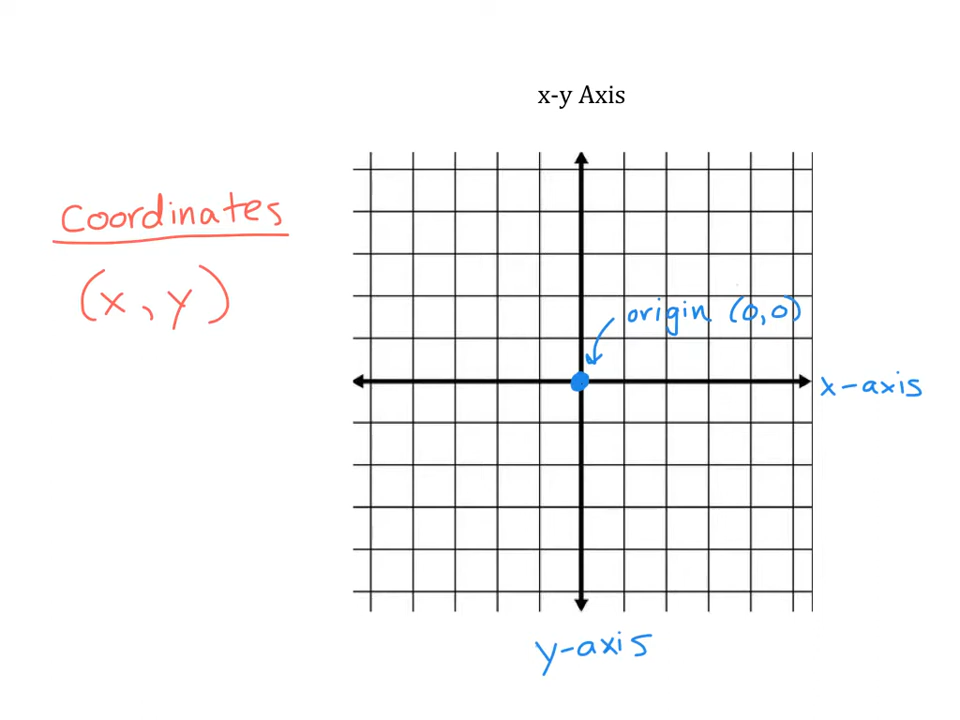 x-y Axis
Coordinates
(x, y)
origin (0,0)
x-axis
y-axis